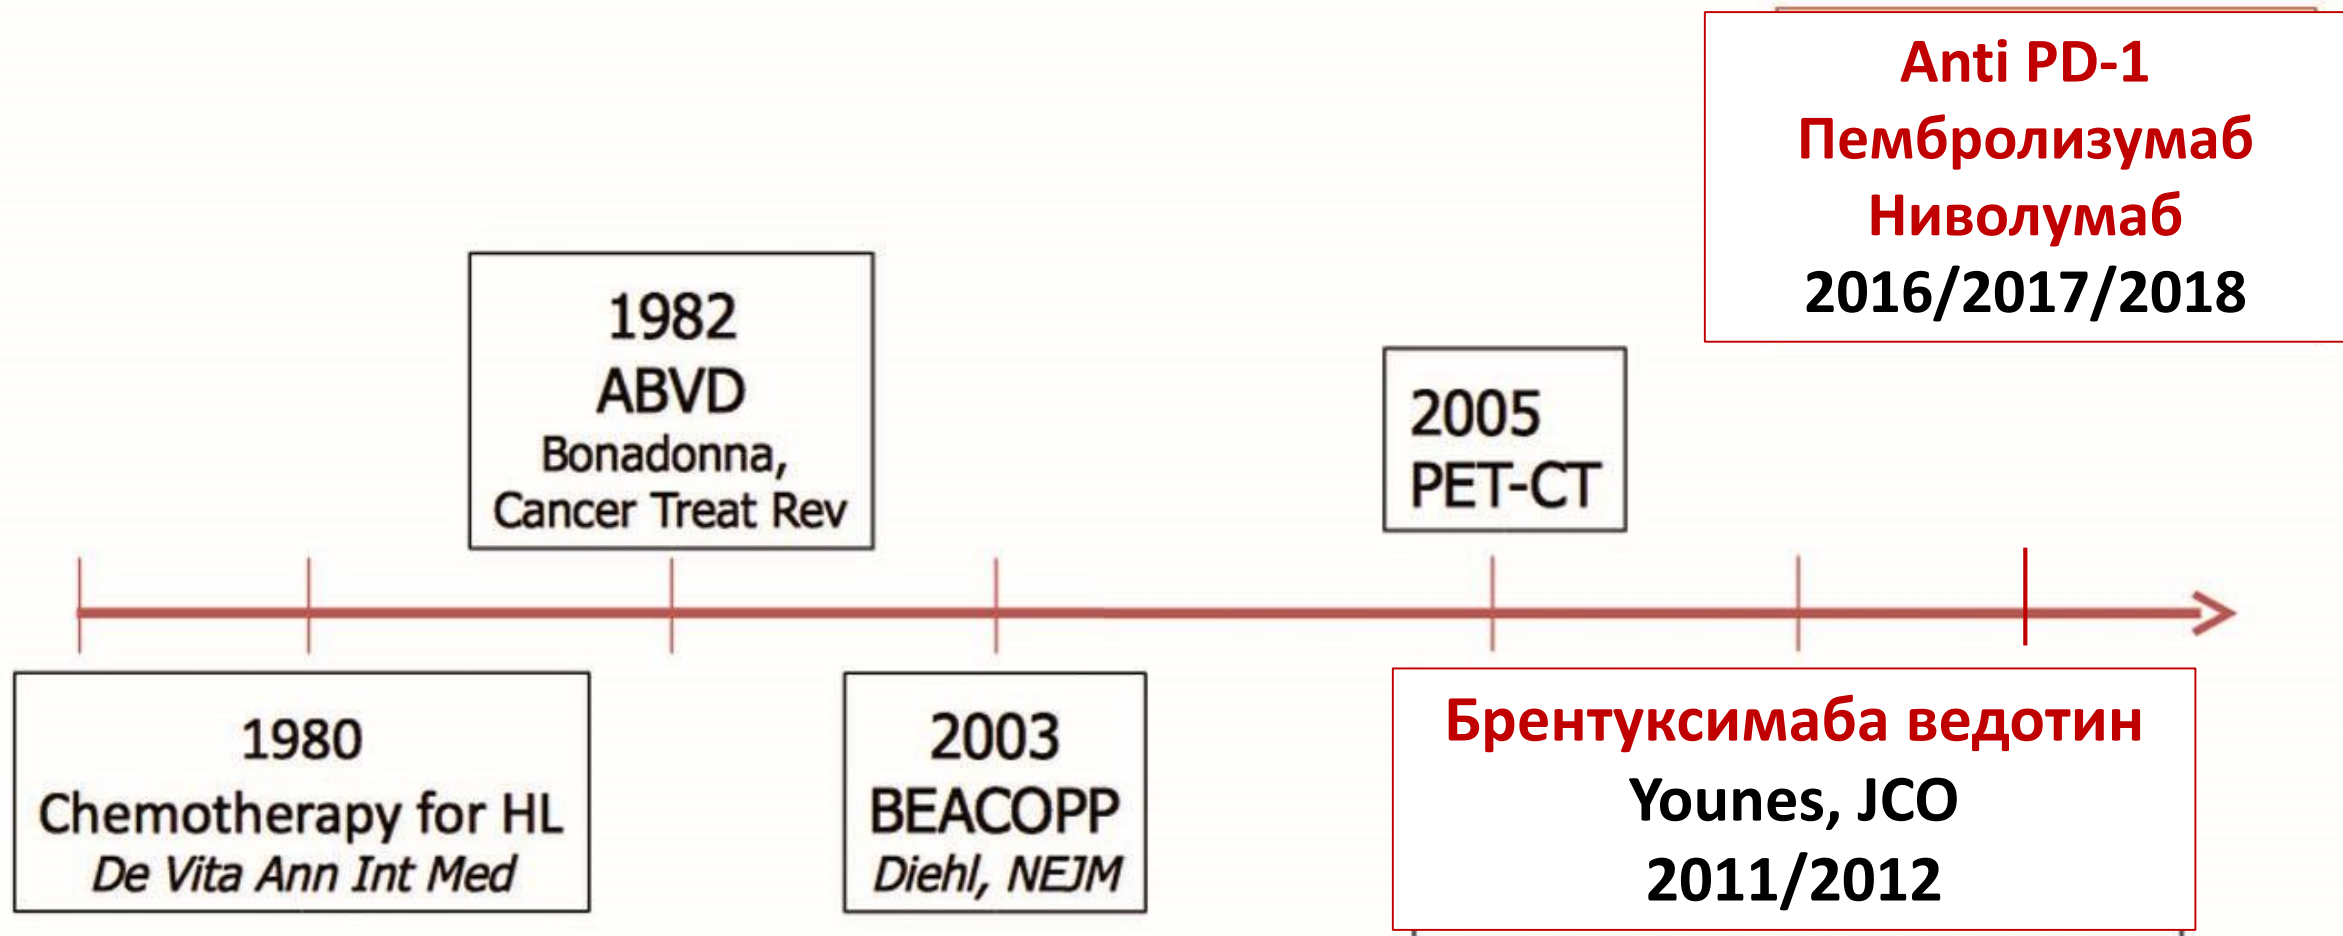 Anti PD-1
Пембролизумаб
Ниволумаб
2016/2017/2018
1982
ABVD
Bonadonna,
Cancer Treat Rev
2005
PET-CT
1980
Chemotherapy for HL
De Vita Ann Int Med
2003
BEACOPP
Diehl, NEJM
Брентуксимаба ведотин
Younes, JCO
2011/2012